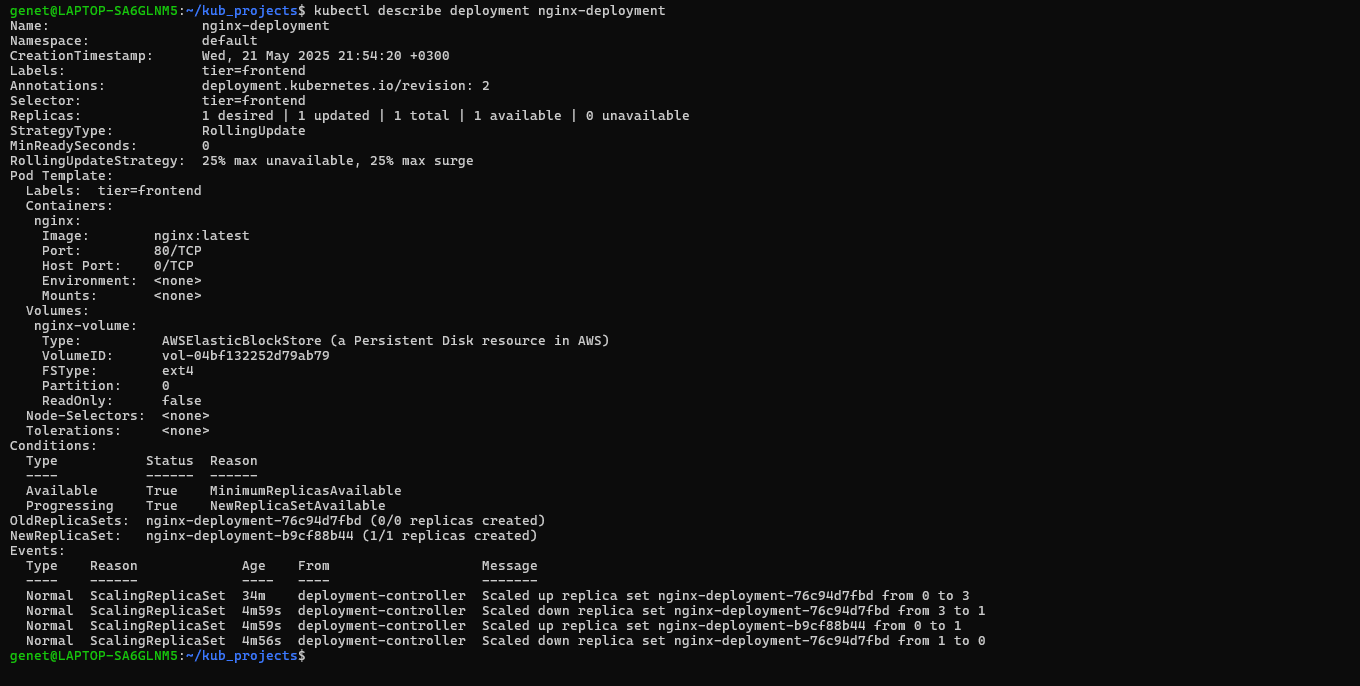 genet@LAPTOP-SA6GLNM5:~/kub_projects$ kubectl describe deployment nginx-deployment
Name:                   nginx-deployment
Namespace:              default
CreationTimestamp:      Wed, 21 May 2025 21:54:20 +0300
Labels:                 tier=frontend
Annotations:            deployment.kubernetes.io/revision: 2
Selector:               tier=frontend
Replicas:               1 desired | 1 updated | 1 total | 1 available | 0 unavailable
StrategyType:           RollingUpdate
MinReadySeconds:        0
RollingUpdateStrategy:  25% max unavailable, 25% max surge
Pod Template:
  Labels:  tier=frontend
  Containers:
   nginx:
    Image:        nginx:latest
    Port:         80/TCP
    Host Port:    0/TCP
    Environment:  <none>
    Mounts:       <none>
  Volumes:
   nginx-volume:
    Type:          AWSElasticBlockStore (a Persistent Disk resource in AWS)
    VolumeID:      vol-04bf132252d79ab79
    FSType:        ext4
    Partition:     0
    ReadOnly:      false
  Node-Selectors:  <none>
  Tolerations:     <none>
Conditions:
  Type           Status  Reason
  ----           ------  ------
  Available      True    MinimumReplicasAvailable
  Progressing    True    NewReplicaSetAvailable
OldReplicaSets:  nginx-deployment-76c94d7fbd (0/0 replicas created)
NewReplicaSet:   nginx-deployment-b9cf88b44 (1/1 replicas created)
Events:
  Type    Reason             Age    From                   Message
  ----    ------             ----   ----                   -------
  Normal  ScalingReplicaSet  34m    deployment-controller  Scaled up replica set nginx-deployment-76c94d7fbd from 0 to 3
  Normal  ScalingReplicaSet  4m59s  deployment-controller  Scaled down replica set nginx-deployment-76c94d7fbd from 3 to 1
  Normal  ScalingReplicaSet  4m59s  deployment-controller  Scaled up replica set nginx-deployment-b9cf88b44 from 0 to 1
  Normal  ScalingReplicaSet  4m56s  deployment-controller  Scaled down replica set nginx-deployment-76c94d7fbd from 1 to 0
genet@LAPTOP-SA6GLNM5:~/kub_projects$